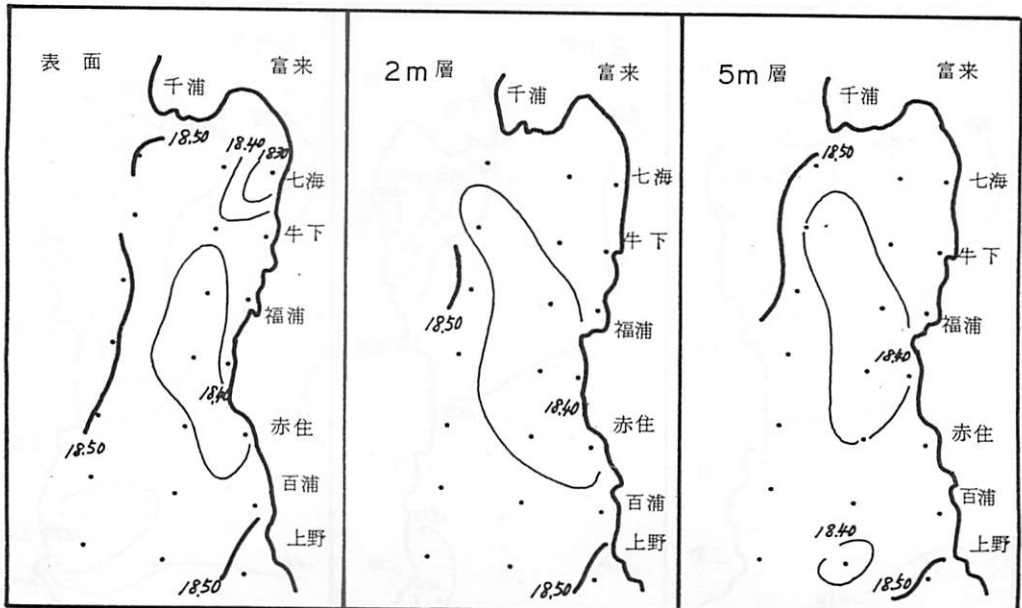 表面
富来
千浦
18.50
18.40
18.30
七海
牛下
福浦
18.40
赤住
18.50
百浦
上野
18.50
2m層
富来
千浦
七海
牛下
18.50
福浦
18.40
赤住
百浦
上野
18.50
5m層
富来
千浦
18.50
七海
牛下
福浦
18.40
赤住
百浦
18.40
上野
18.50